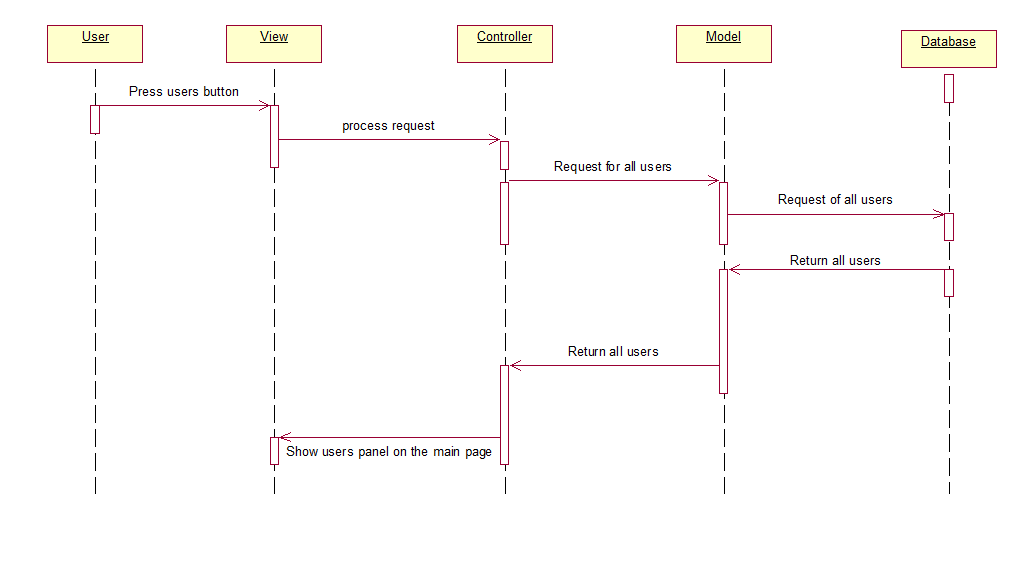 User
View
Controller
Model
Database
Press users button
process request
Request for all users
Request of all users
Return all users
Return all users
Show users panel on the main page